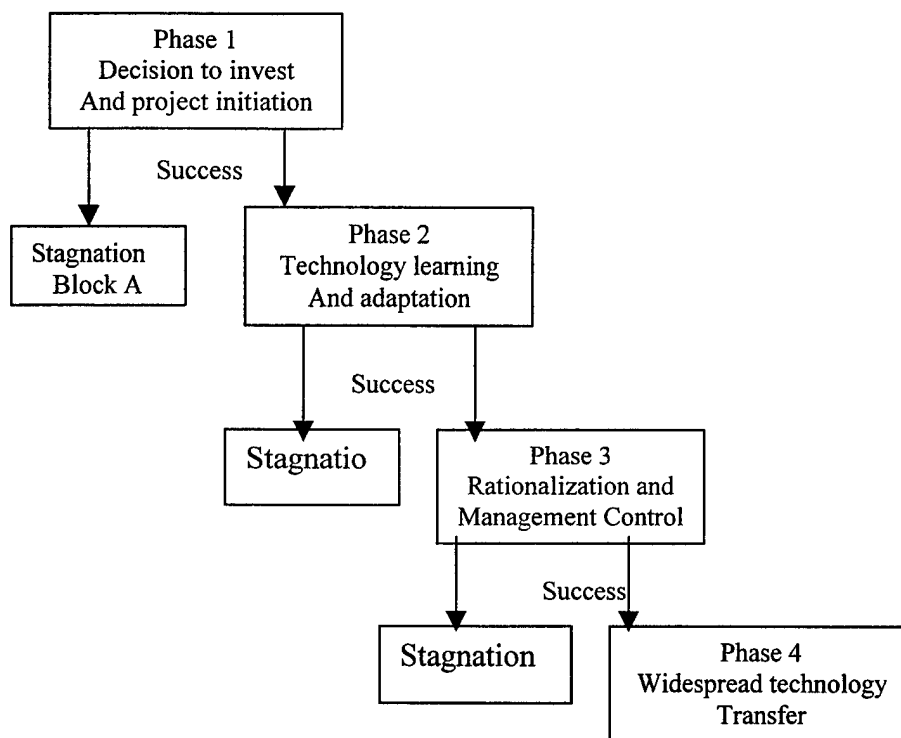 Phase 1
Decision to invest
And project initiation
Success
Stagnation
Block A
Phase 2
Technology learning
And adaptation
Success
Stagnatio
Phase 3
Rationalization and
Management Control
Success
Stagnation
Phase 4
Widespread technology
Transfer